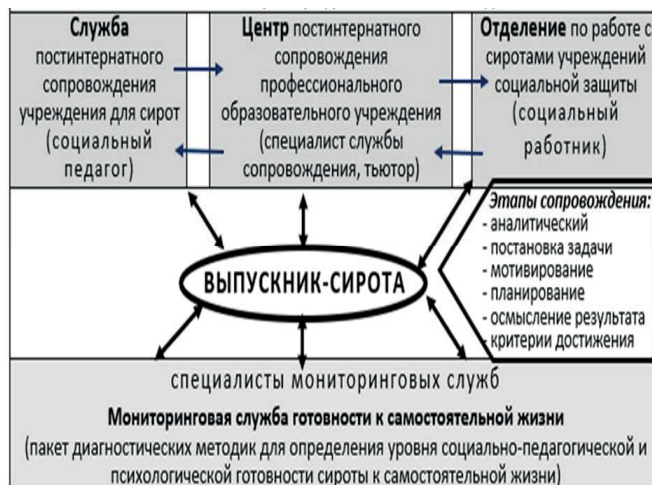 Служба
постинтернатного
сопровождения
учреждения для сирот
(социальный
педагог)
Центр постинтернатного
сопровождения
профессионального
образовательного учреждения
(специалист службы
сопровождения, тьютор)
Отделение по работе с
сиротами учреждений
социальной защиты
(социальный
работник)
Этапы сопровождения:
- аналитический
- постановка задачи
- мотивирование
- планирование
- осмысление результата
- критерии достижения
ВЫПУСКНИК-СИРОТА
специалисты мониторинговых служб
Мониторинговая служба готовности к самостоятельной жизни
(пакет диагностических методик для определения уровня социально-педагогической и
психологической готовности сироты к самостоятельной жизни)